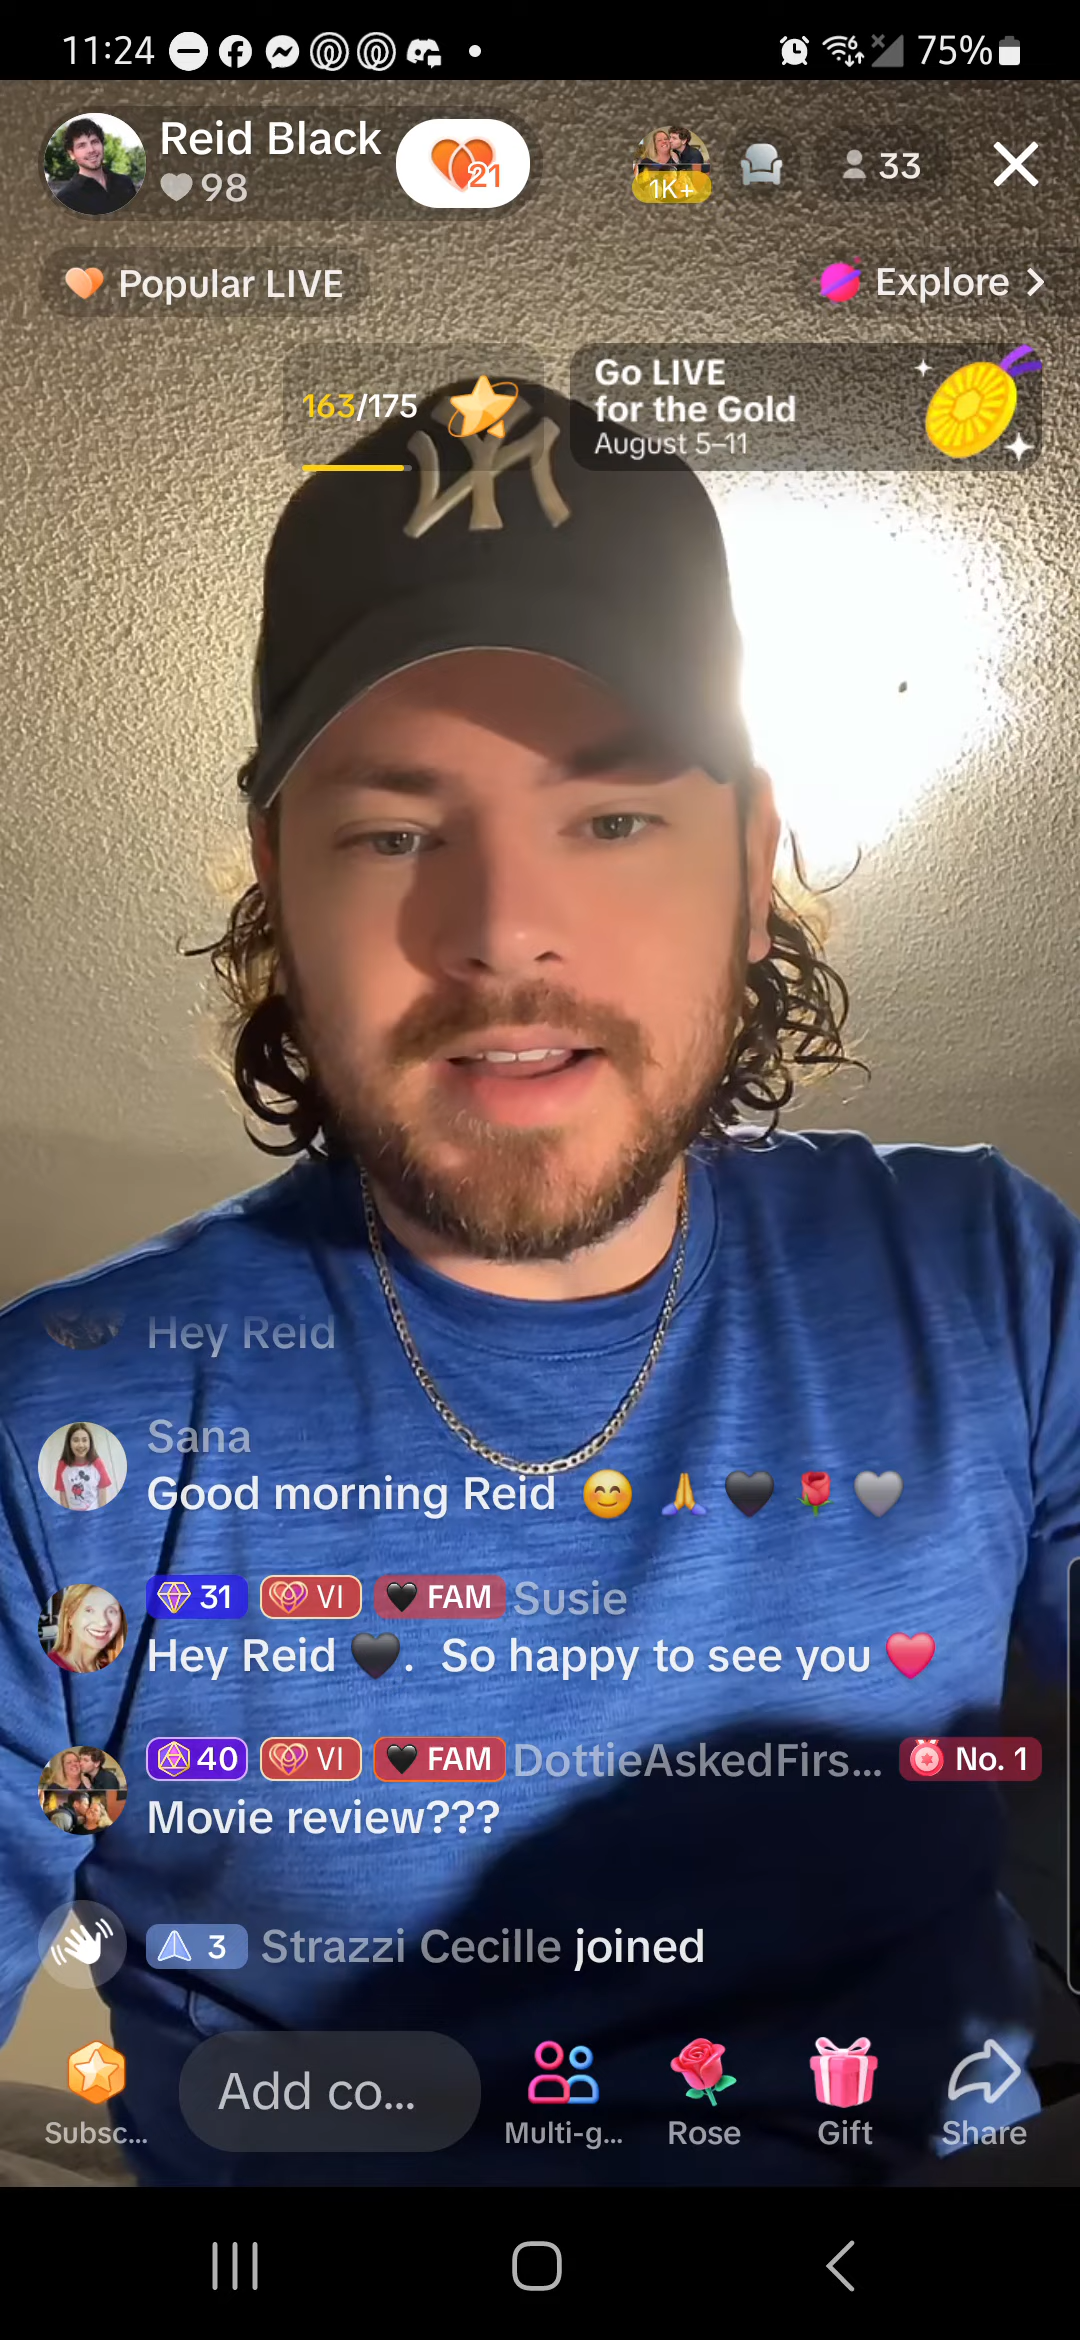 11:24
75%
Reid Black
98
21
1K+
33
Popular LIVE
Explore
163/175
Go LIVE
for the Gold
August 5–11
NY
Hey Reid
Sana
Good morning Reid 😊 🙏 🖤 🌹 🩶
31 VI 🖤 FAM Susie
Hey Reid 🖤. So happy to see you ❤️
40 VI 🖤 FAM DottieAskedFirs... No. 1
Movie review???
3 Strazzi Cecille joined
Add co...
Subsc...
Multi-g...
Rose
Gift
Share